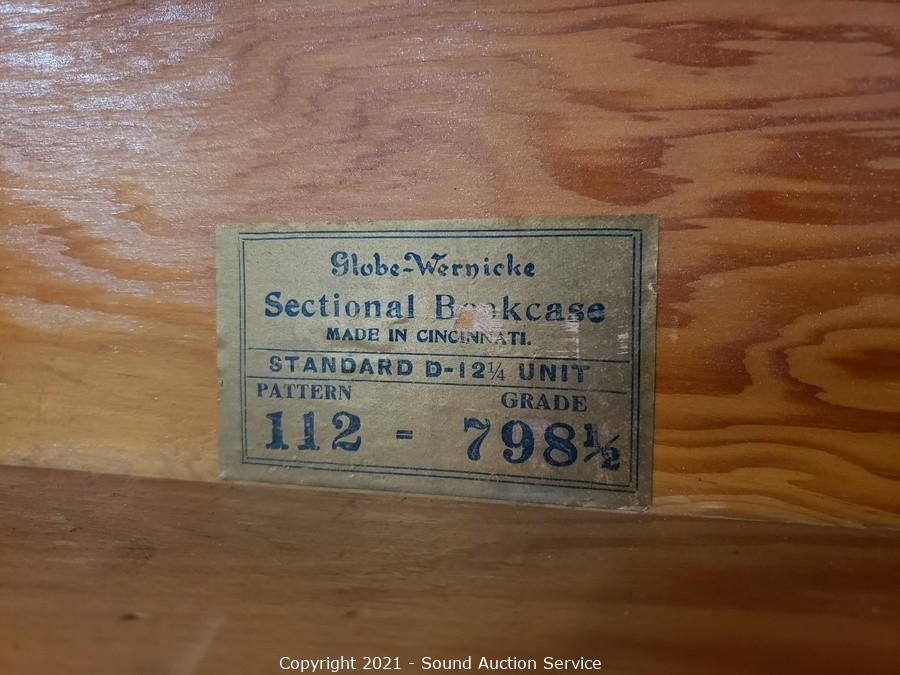 Globe-Wernicke
Sectional Bookcase
MADE IN CINCINNATI.
STANDARD D-12¼ UNIT
PATTERN GRADE
112 - 798½
Copyright 2021 - Sound Auction Service